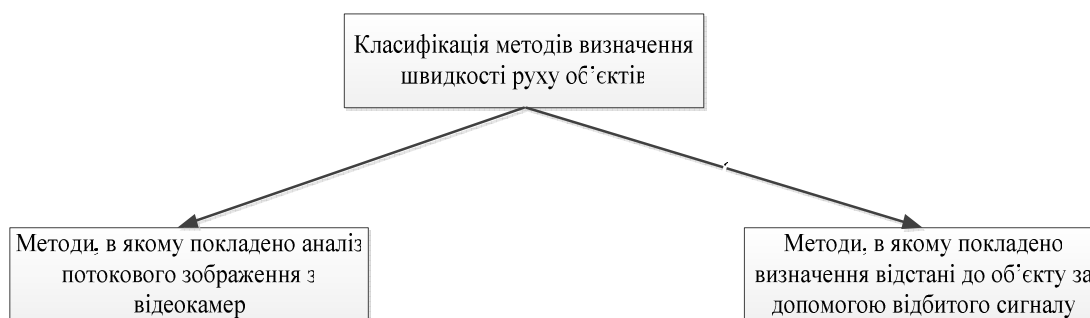 Класифікація методів визначення
швидкості руху об’єктів
Методи, в якому покладено аналіз
потокового зображення з
відеокамер
Методи, в якому покладено
визначення відстані до об’єкту за
допомогою відбитого сигналу